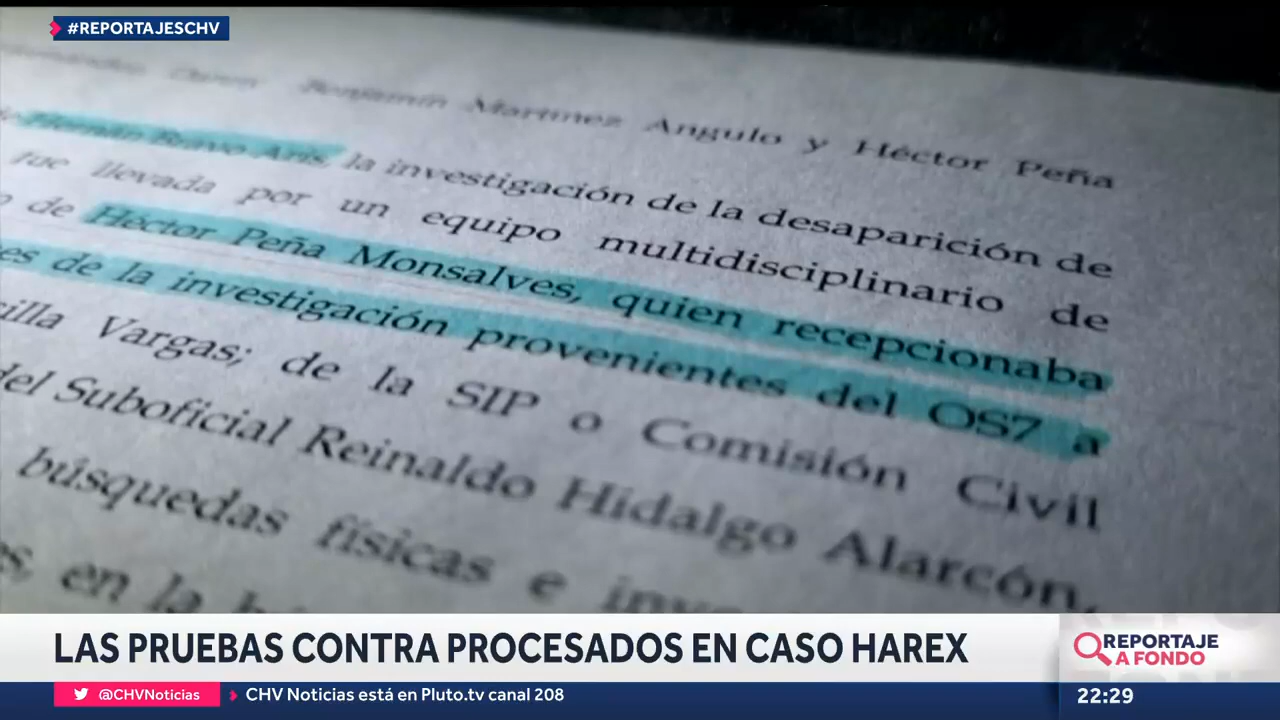 #REPORTAJESCHV
Benjamín Martínez Angulo y Héctor Peña
Hernán Bravo Aris, la investigación de la desaparición de
fue llevada por un equipo multidisciplinario de
de Héctor Peña Monsalves, quien recepcionaba
de la investigación provenientes del OS7 a
Vargas; de la SIP o Comisión Civil
del Suboficial Reinaldo Hidalgo Alarcón,
búsquedas físicas e
en la
LAS PRUEBAS CONTRA PROCESADOS EN CASO HAREX
REPORTAJE
A FONDO
@CHVNoticias
CHV Noticias está en Pluto.tv canal 208
22:29